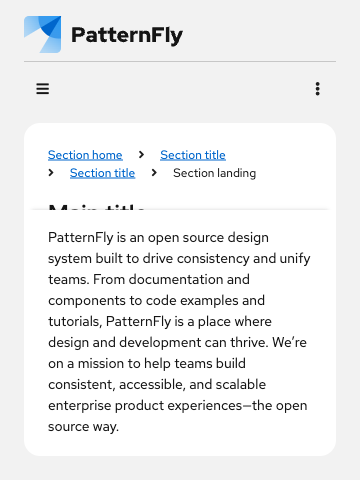 PatternFly
Section home
Section title
Section title
Section landing
Main title
PatternFly is an open source design
system built to drive consistency and unify
teams. From documentation and
components to code examples and
tutorials, PatternFly is a place where
design and development can thrive. We’re
on a mission to help teams build
consistent, accessible, and scalable
enterprise product experiences—the open
source way.